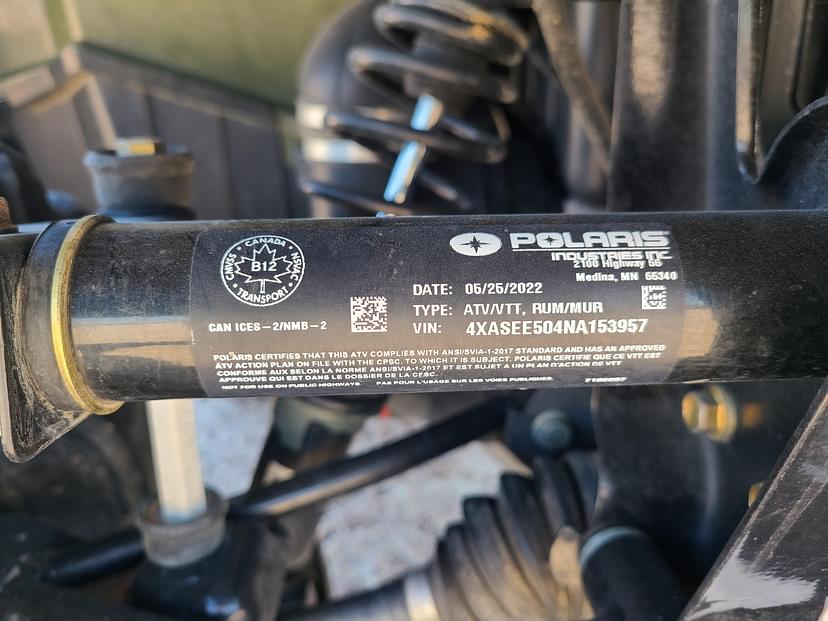 CANADA
CMVSS
B12
NSVAC
TRANSPORT
CAN ICES-2/NMB-2
POLARIS
INDUSTRIES INC.
2100 Highway 55
Medina, MN 55340
DATE: 05/25/2022
TYPE: ATV/VTT, RUM/MUR
VIN: 4XASEE504NA153957
POLARIS CERTIFIES THAT THIS ATV COMPLIES WITH ANSI/SVIA-1-2017 STANDARD AND HAS AN APPROVED
ATV ACTION PLAN ON FILE WITH THE CPSC, TO WHICH IT IS SUBJECT. POLARIS CERTIFIE QUE CE VTT EST
CONFORME AUX SELON LA NORME ANSI/SVIA-1-2017 ET EST SUJET A UN PLAN D'ACTION DE VTT
APPROUVE QUI EST DANS LE DOSSIER DE LA CPSC.
NOT FOR USE ON PUBLIC HIGHWAYS. PAS POUR L'USAGE SUR LES VOIES PUBLIQUES.